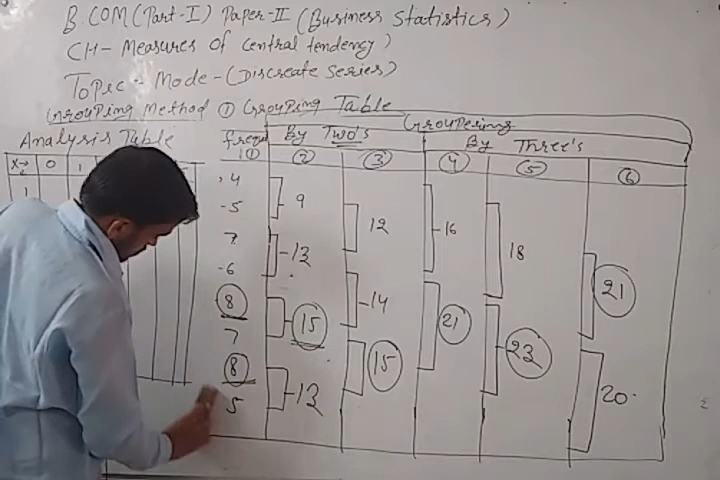 B COM (Part-I) Paper-II (Business Statistics)
CH- Measures of Central tendency)
Topic - Mode - (Discreate Series)
Grouping Method ① Grouping Table
Analysis Table
Groupering
By Two's
By Three's
X→ 0 1
① ② ③ ④ ⑤ ⑥
1
4
5
7
6
8
7
8
5
9
13
15
13
12
14
15
16
21
18
23
21
20